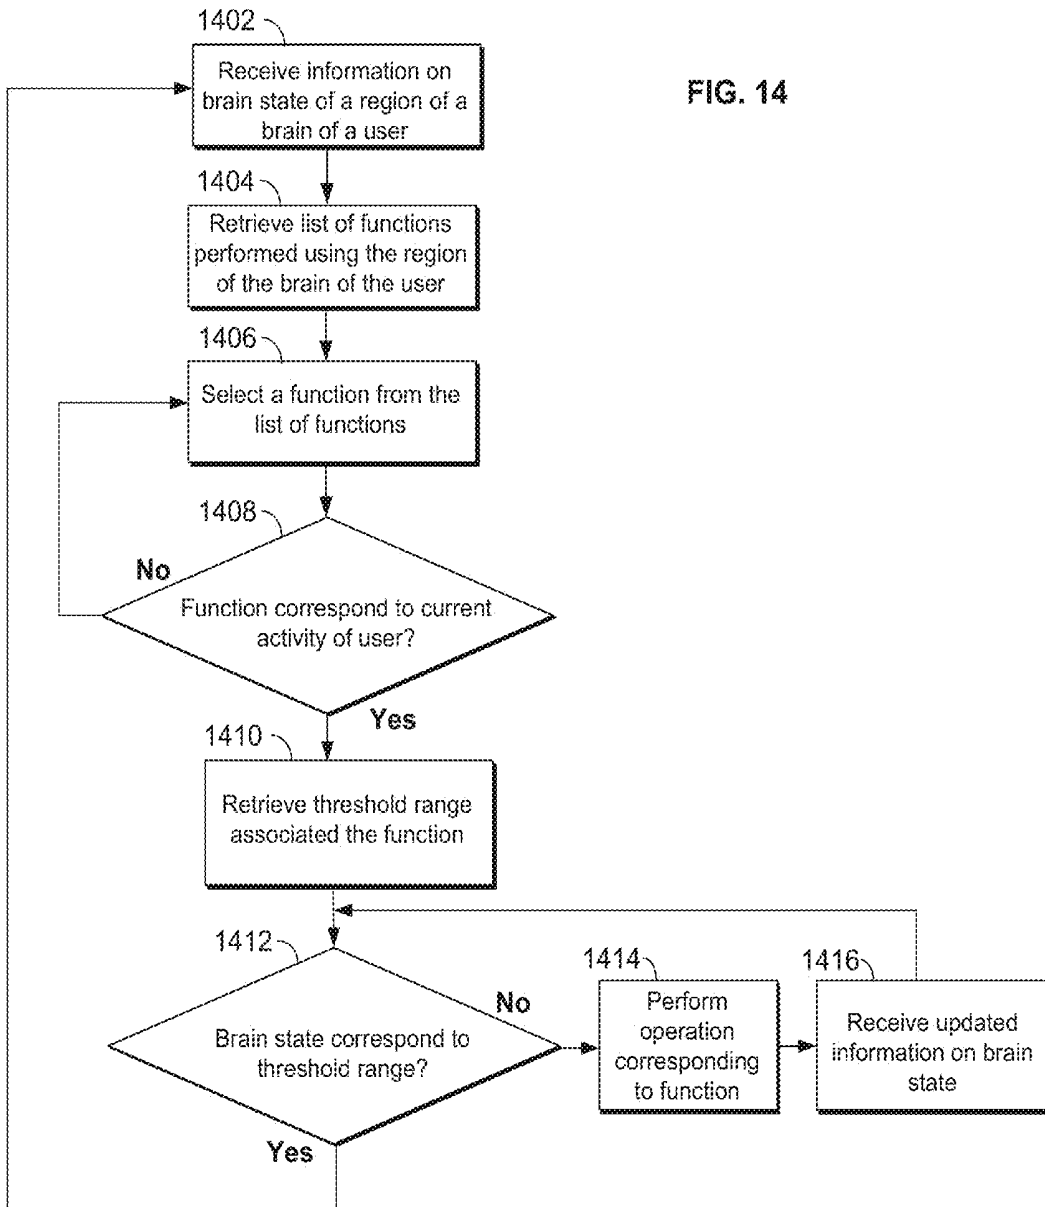 1402
Receive information on
brain state of a region of a
brain of a user
FIG. 14
1404
Retrieve list of functions
performed using the region
of the brain of the user
1406
Select a function from the
list of functions
1408
No
Function correspond to current
activity of user?
Yes
1410
Retrieve threshold range
associated the function
1412
No
Brain state correspond to
threshold range?
Yes
1414
Perform
operation
corresponding
to function
1416
Receive updated
information on brain
state